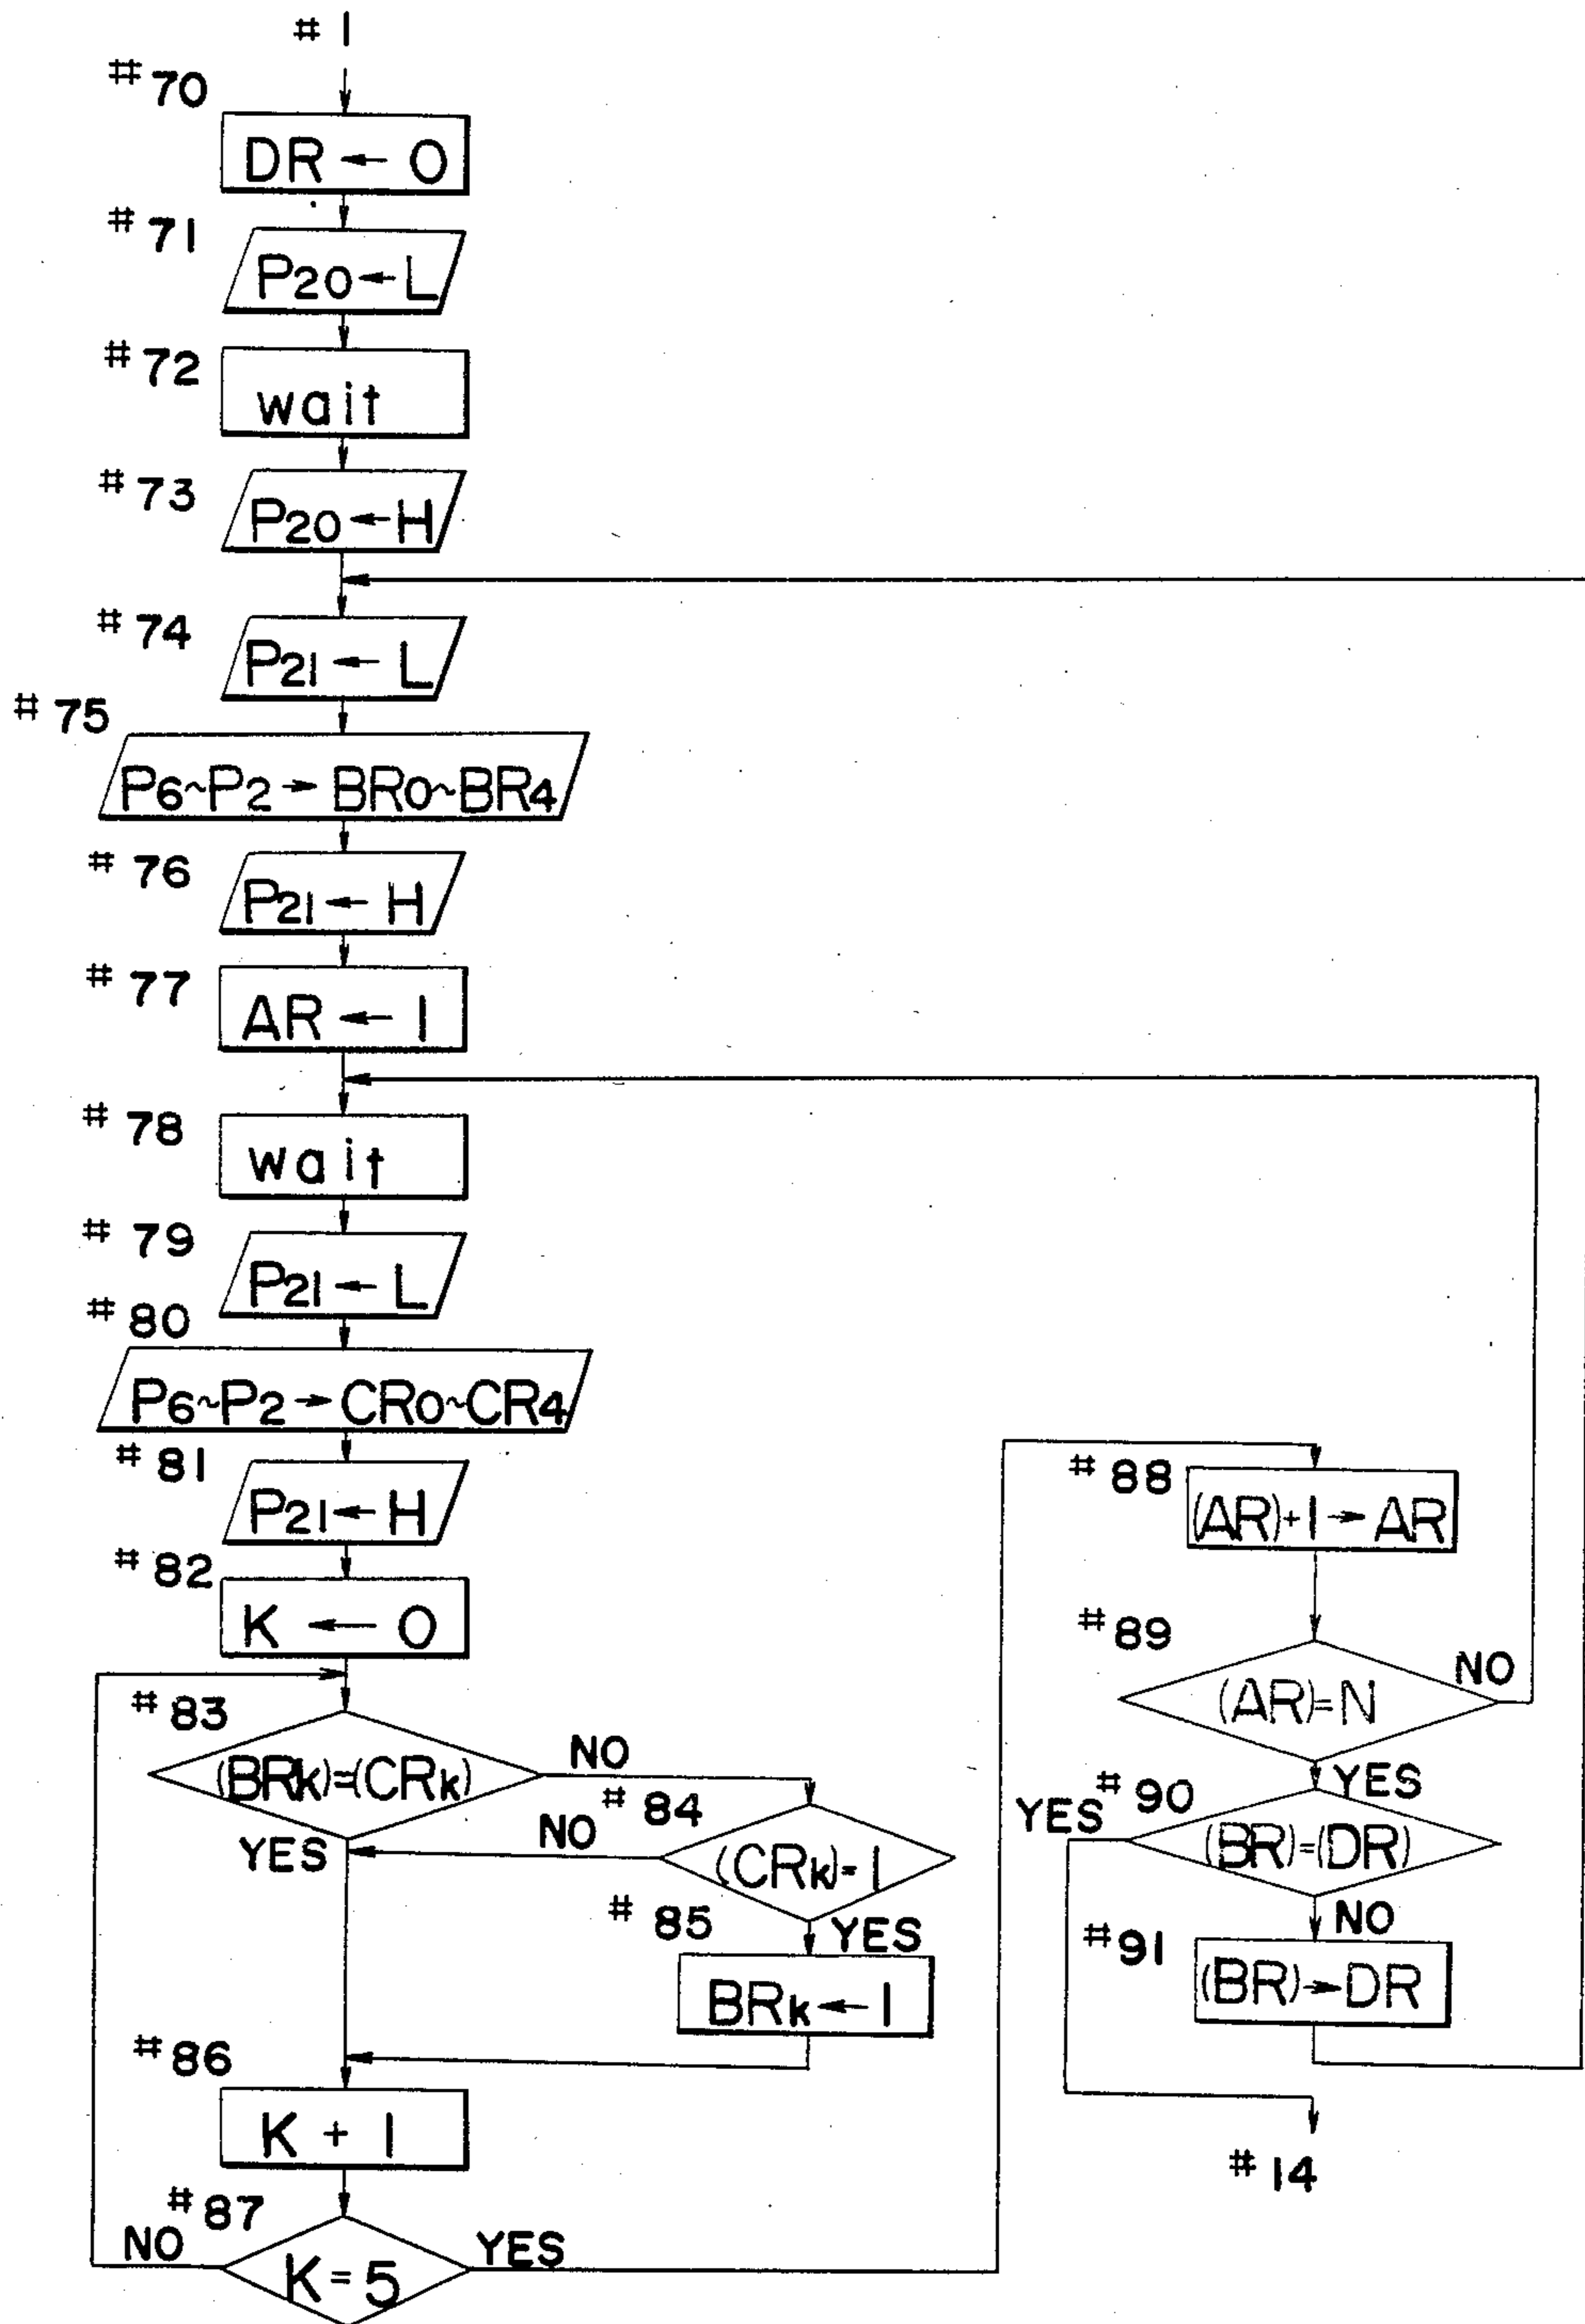 # 1
# 70
DR ← 0
# 71
P20 ← L
# 72
wait
# 73
P20 ← H
# 74
P21 ← L
# 75
P6~P2 → BR0~BR4
# 76
P21 ← H
# 77
AR ← 1
# 78
wait
# 79
P21 ← L
# 80
P6~P2 → CR0~CR4
# 81
P21 ← H
# 82
K ← 0
# 83
(BRk)=(CRk)
NO
YES
# 84
(CRk)=1
NO
YES
# 85
BRk ← 1
# 86
K + 1
# 87
K = 5
NO
YES
# 88
(AR)+1 → AR
# 89
(AR)=N
NO
YES
# 90
(BR)=(DR)
YES
NO
# 91
(BR) → DR
# 14